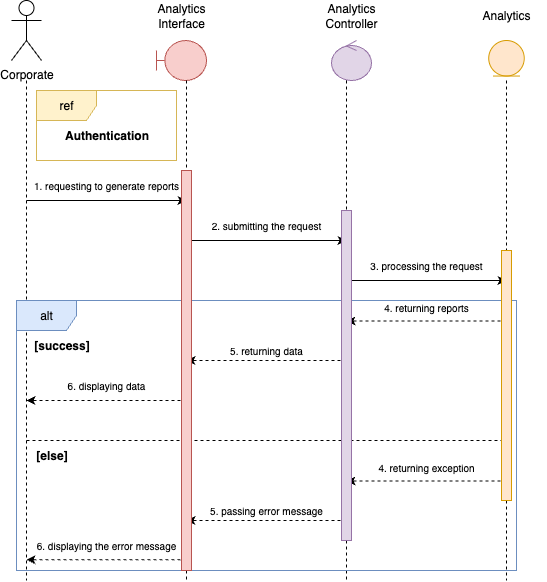 Analytics
Interface
Analytics
Controller
Analytics
Corporate
ref
Authentication
1. requesting to generate reports
2. submitting the request
3. processing the request
4. returning reports
alt
[success]
5. returning data
6. displaying data
[else]
4. returning exception
5. passing error message
6. displaying the error message